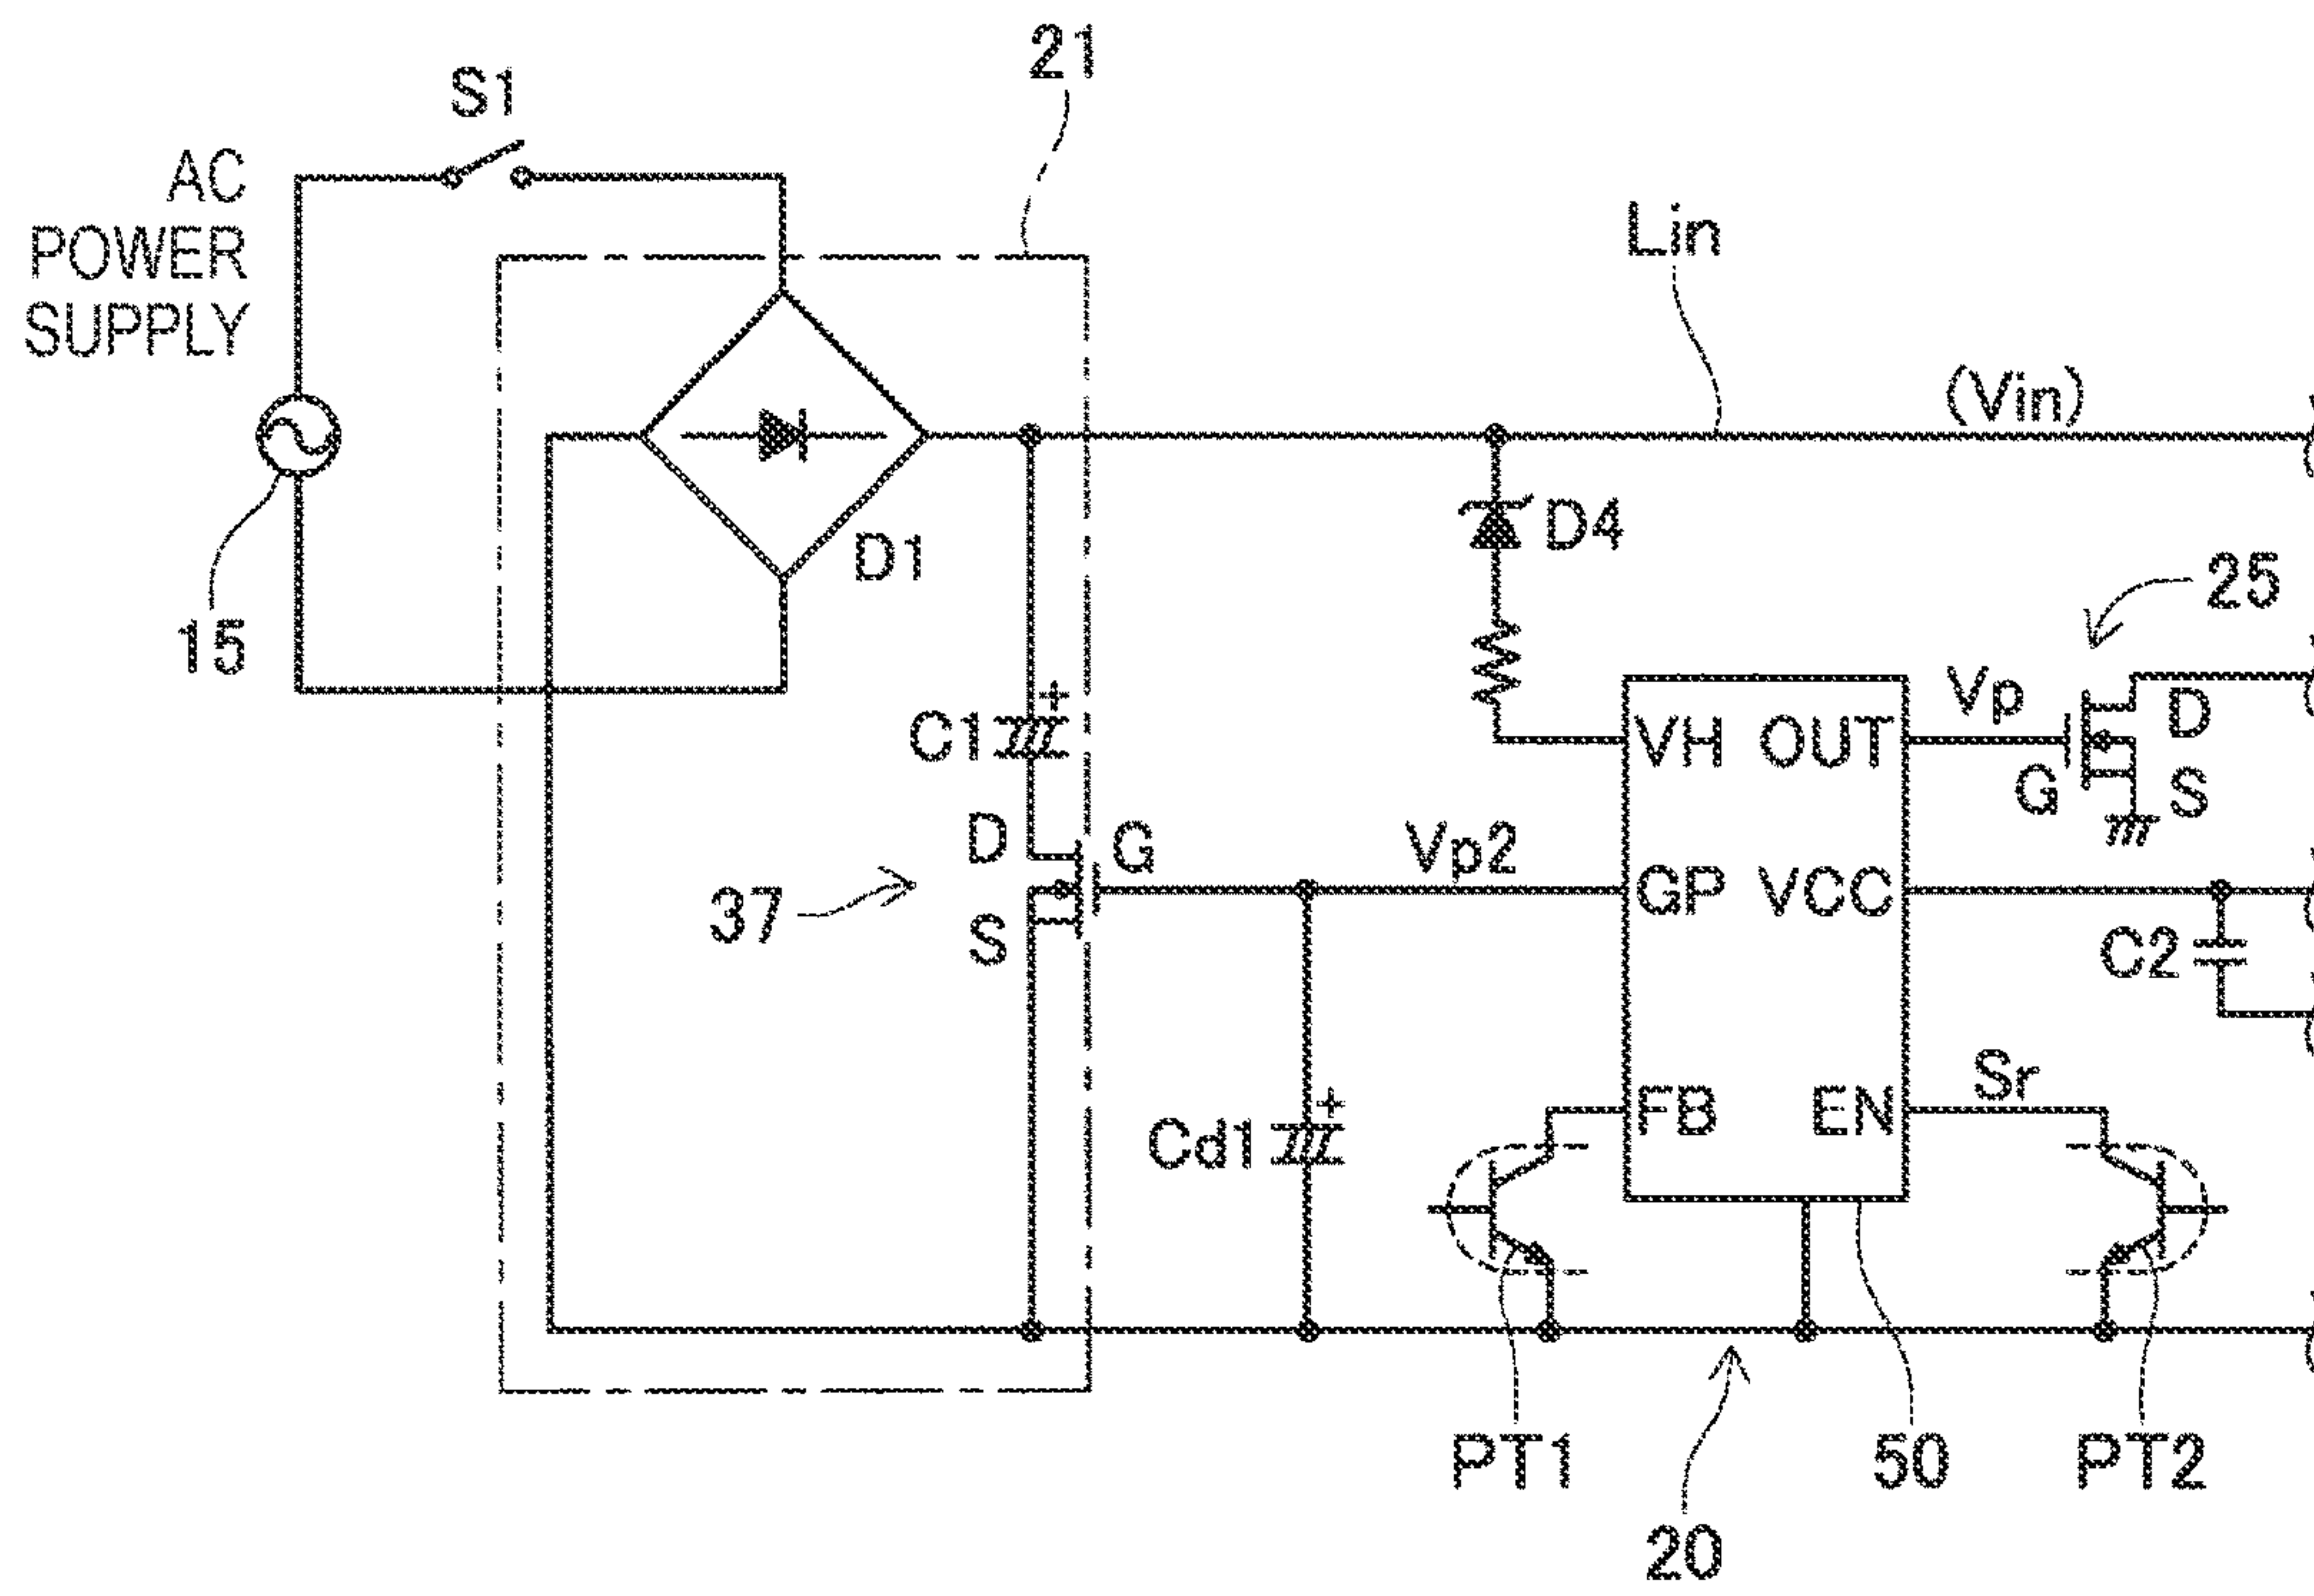 21
S1
AC
POWER
SUPPLY
Lin
(Vin)
D4
D1
25
15
Vp
D
C1
+
VH
OUT
G
S
D
G
Vp2
GP
VCC
37
S
C2
Sr
+
Cd1
FB
EN
PT1
50
PT2
20